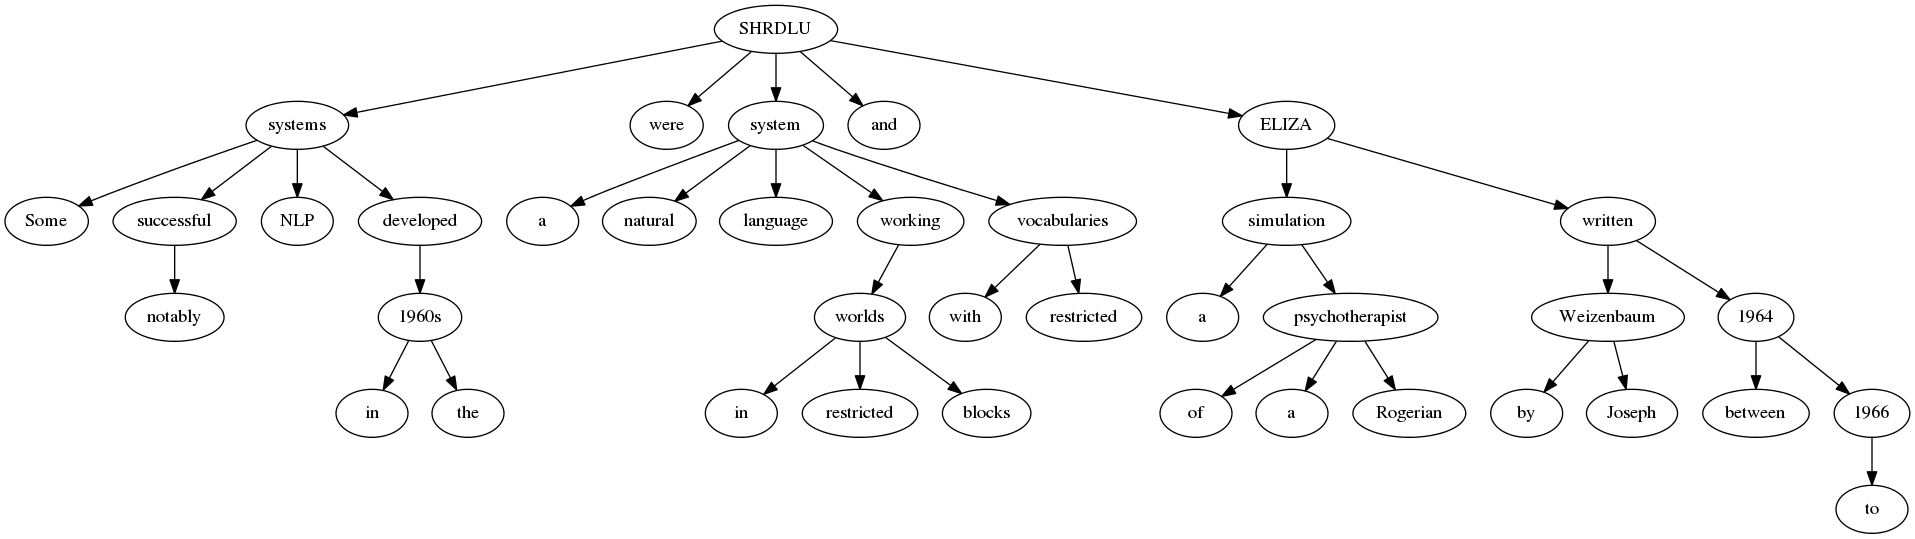 SHRDLU
systems were system and ELIZA
Some successful NLP developed a natural language working vocabularies simulation written
notably 1960s worlds with restricted a psychotherapist Weizenbaum 1964
in the in restricted blocks of a Rogerian by Joseph between 1966
to